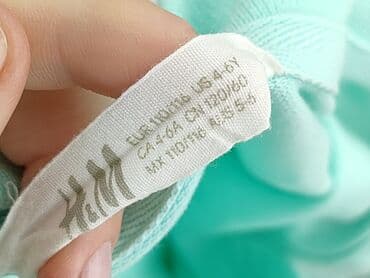 H&M
EUR 110/116 US 4-6Y
CA 4-6A CN 120/60
MX 110/116 AUS 5-6